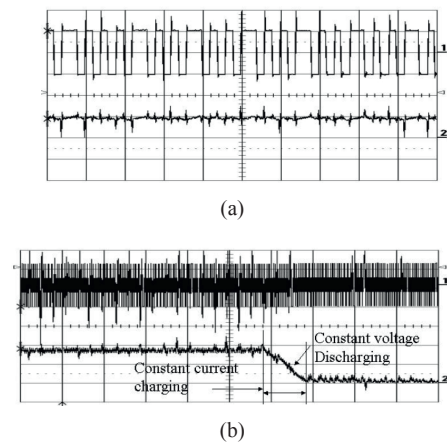 1
2
(a)
1
Constant voltage
Discharging
Constant current
charging
2
(b)